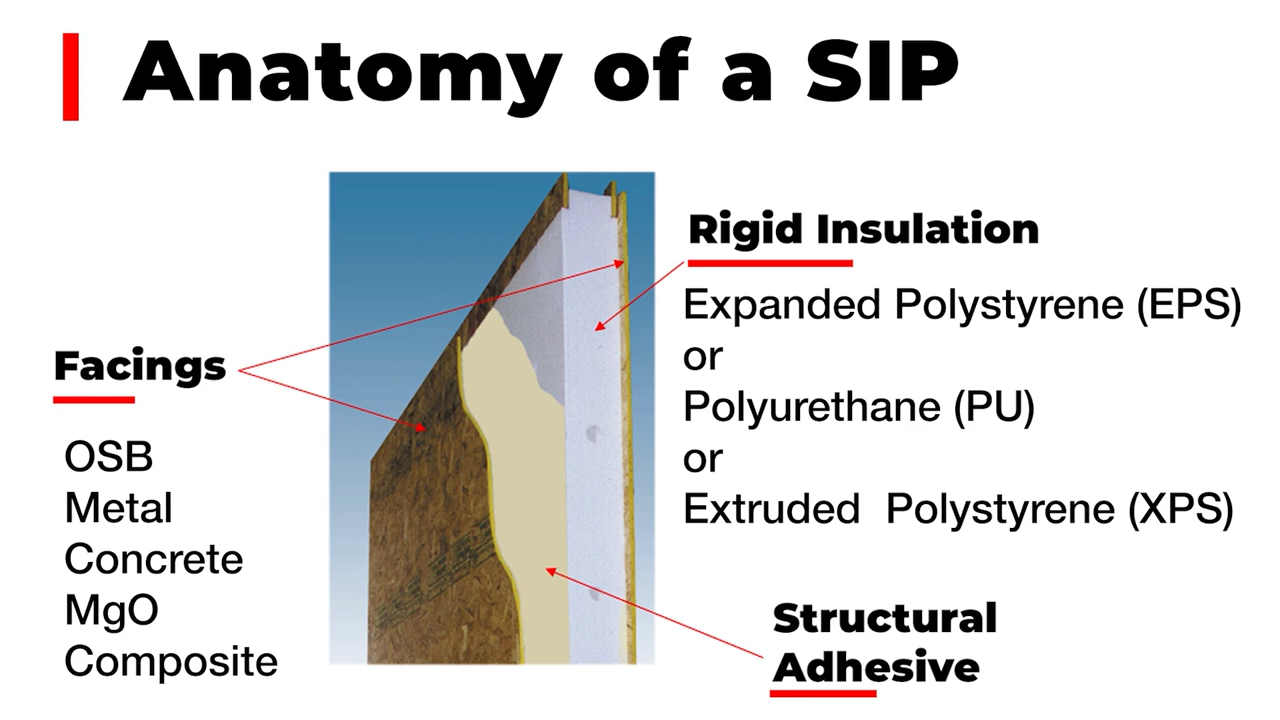 Anatomy of a SIP
Rigid Insulation
Expanded Polystyrene (EPS)
or
Polyurethane (PU)
or
Extruded Polystyrene (XPS)
Facings
OSB
Metal
Concrete
MgO
Composite
Structural
Adhesive